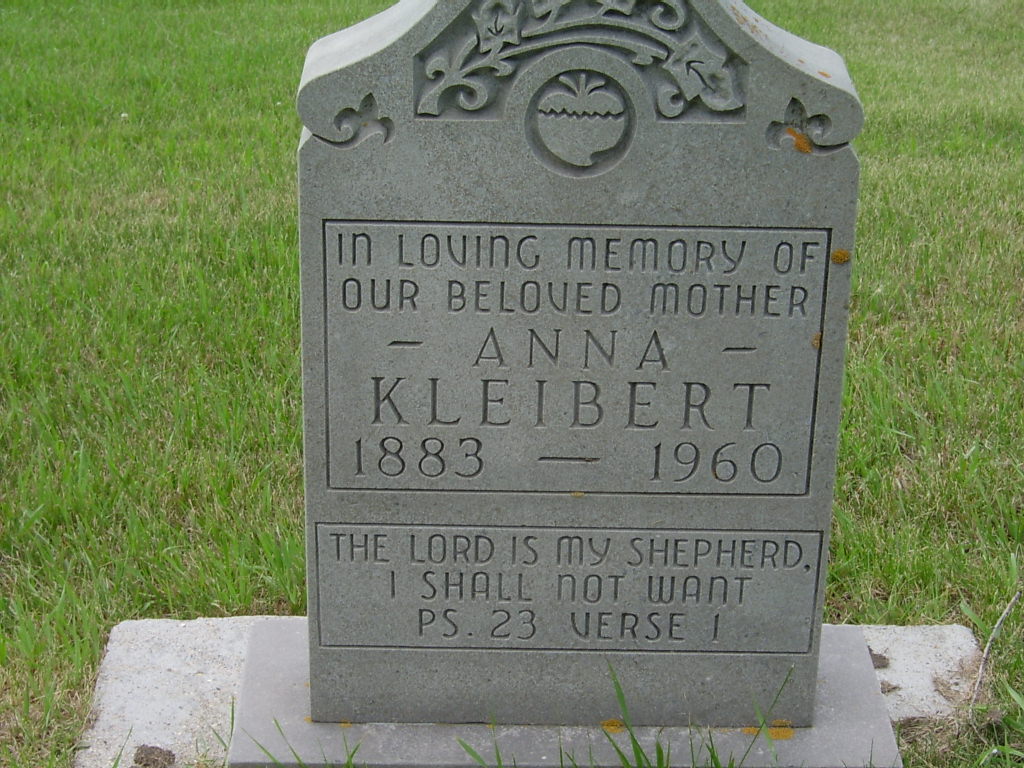 IN LOVING MEMORY OF
OUR BELOVED MOTHER
- ANNA -
KLEIBERT
1883 — 1960
THE LORD IS MY SHEPHERD,
I SHALL NOT WANT
PS. 23 VERSE 1